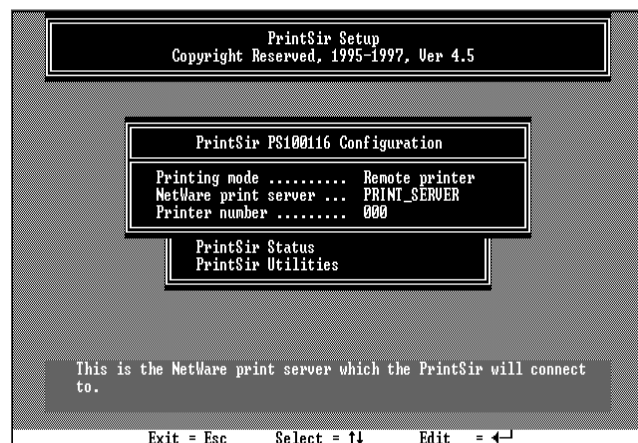 PrintSir Setup
Copyright Reserved, 1995-1997, Ver 4.5
PrintSir PS100116 Configuration
Printing mode .......... Remote printer
NetWare print server ... PRINT_SERVER
Printer number ......... 000
PrintSir Status
PrintSir Utilities
This is the NetWare print server which the PrintSir will connect
to.
Exit = Esc Select = ↑↓ Edit = ↵